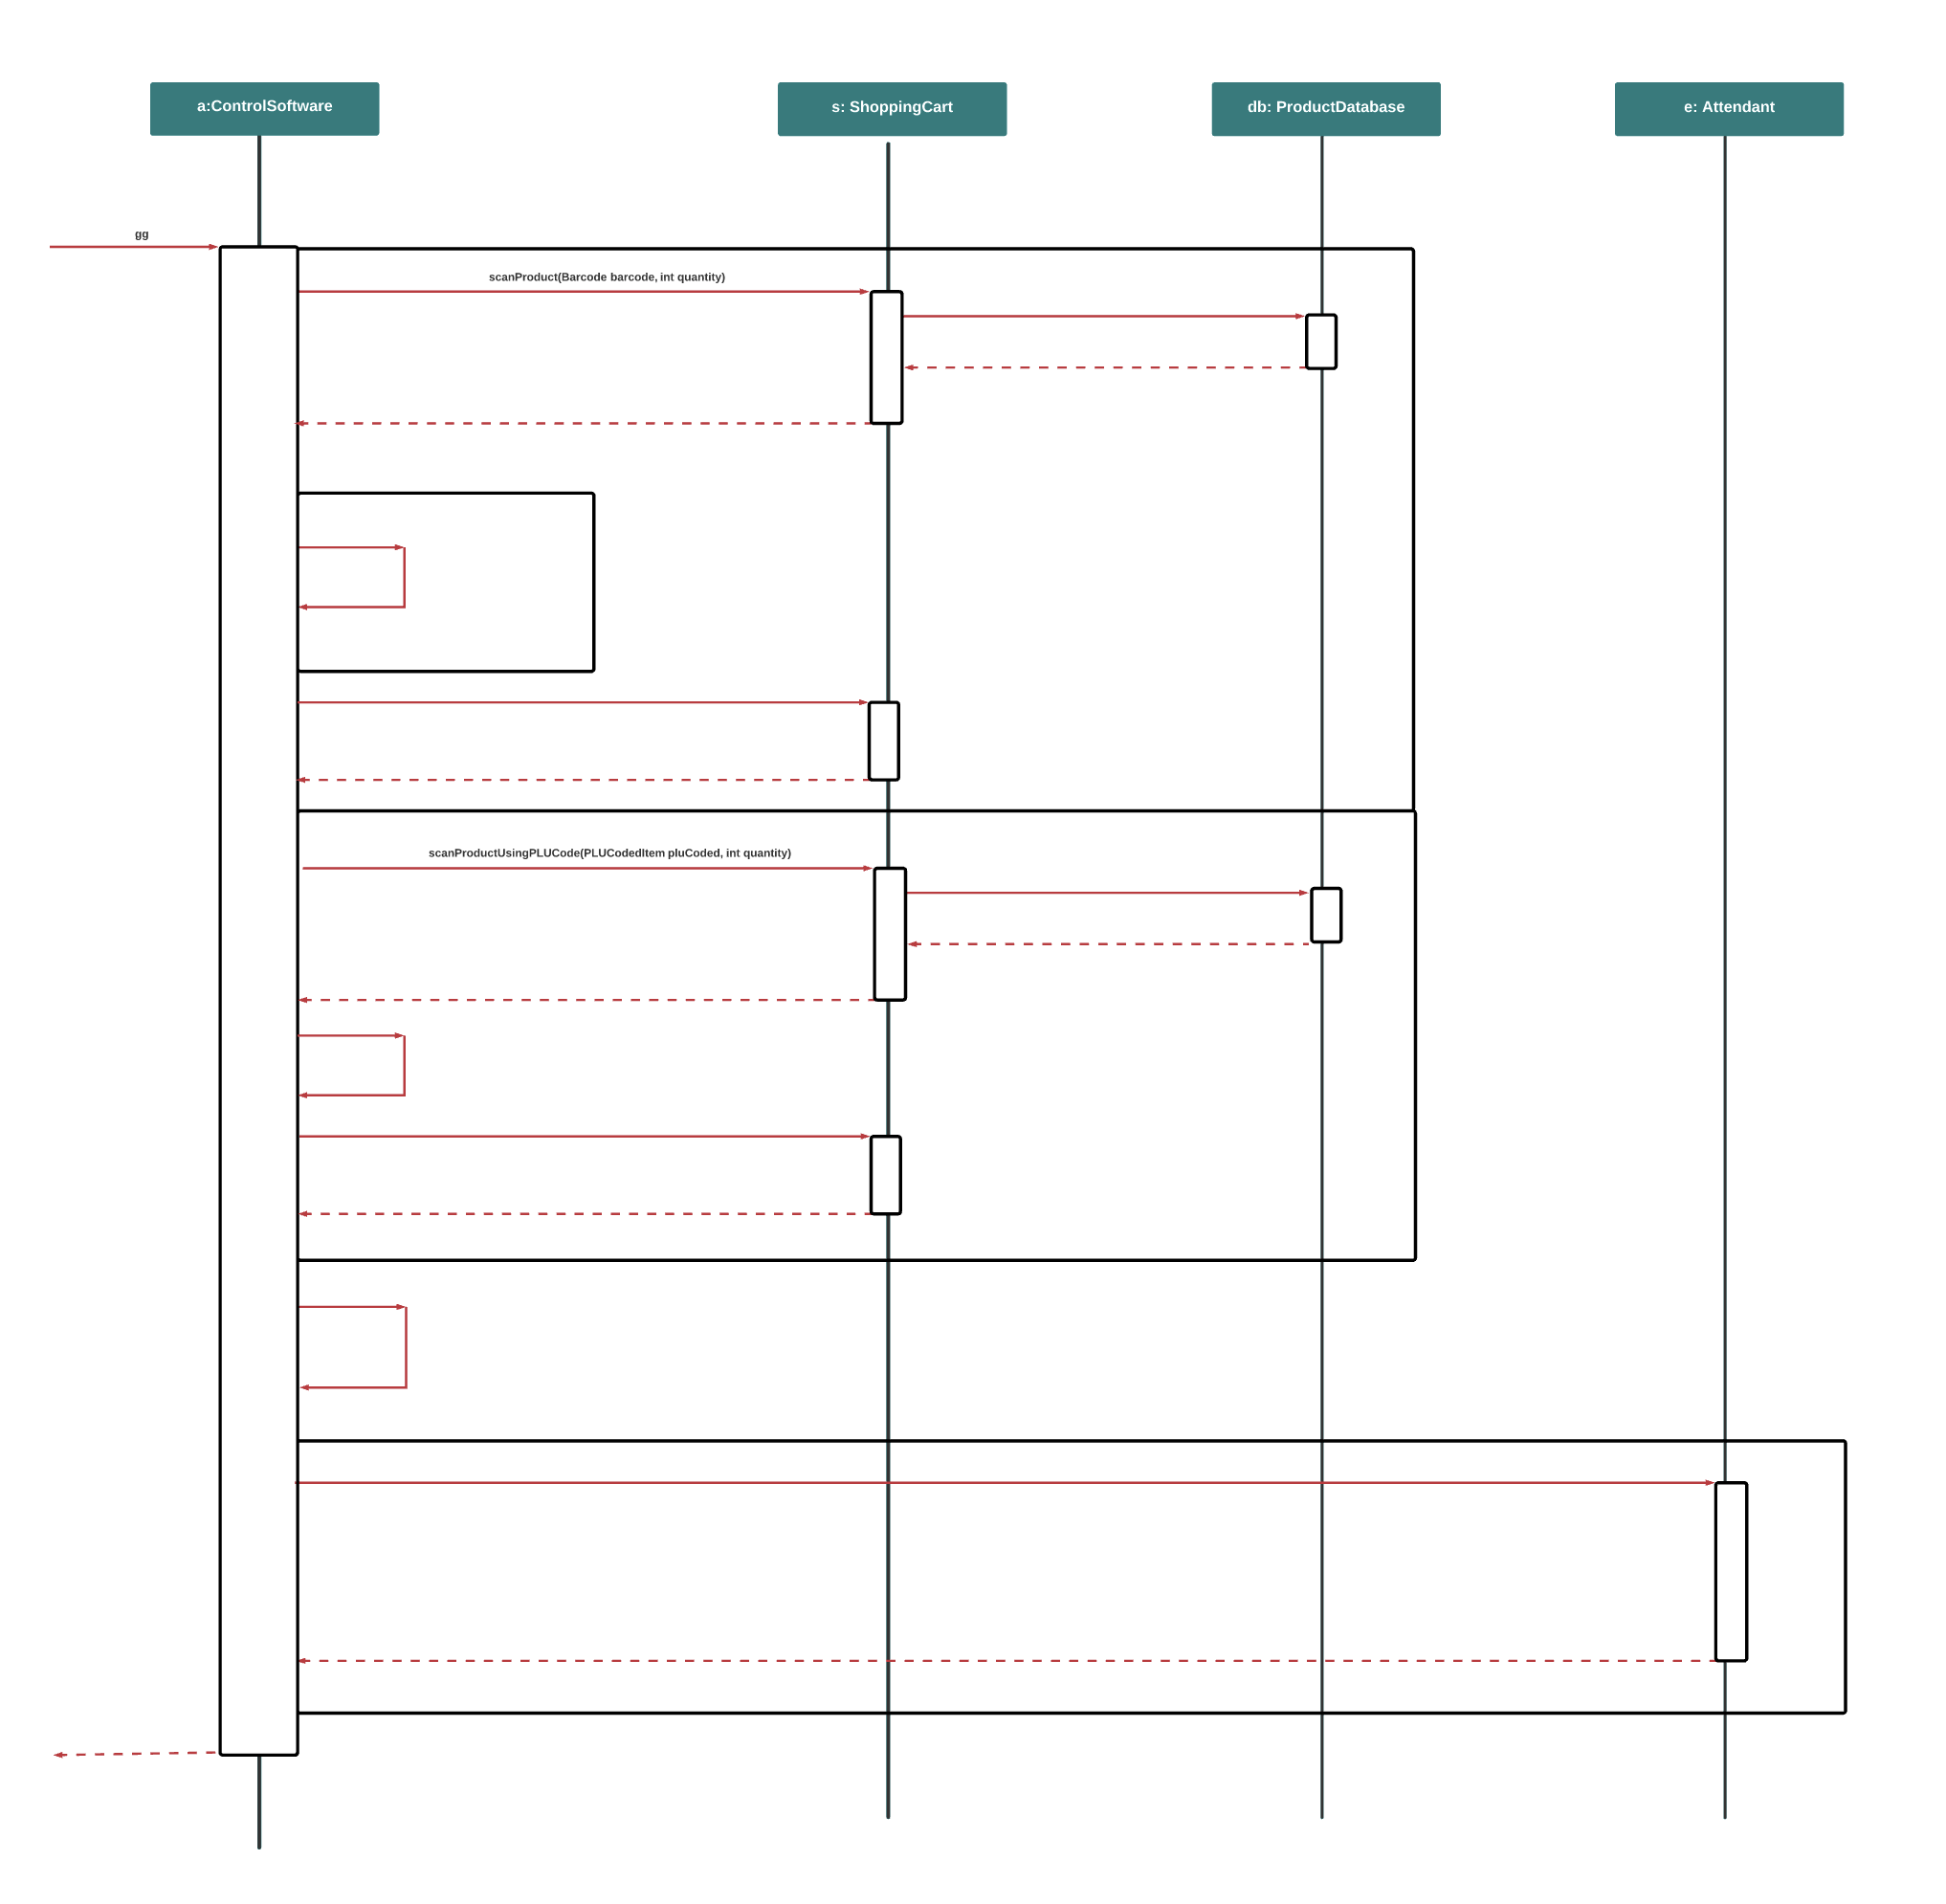 a:ControlSoftware
s: ShoppingCart
db: ProductDatabase
e: Attendant
gg
scanProduct(Barcode barcode, int quantity)
scanProductUsingPLUCode(PLUCodedItem pluCoded, int quantity)